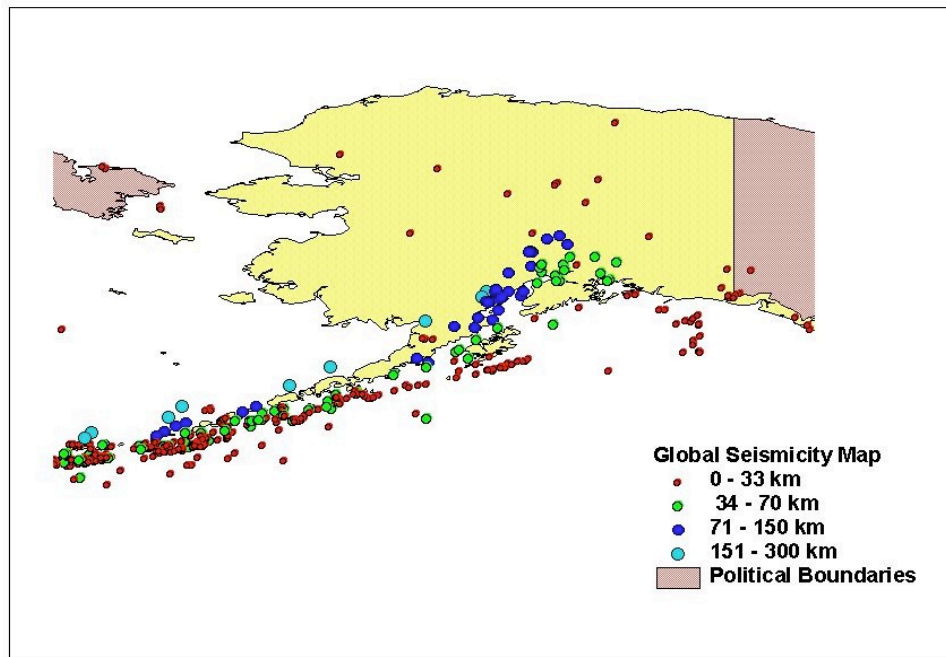 Global Seismicity Map
0 - 33 km
34 - 70 km
71 - 150 km
151 - 300 km
Political Boundaries